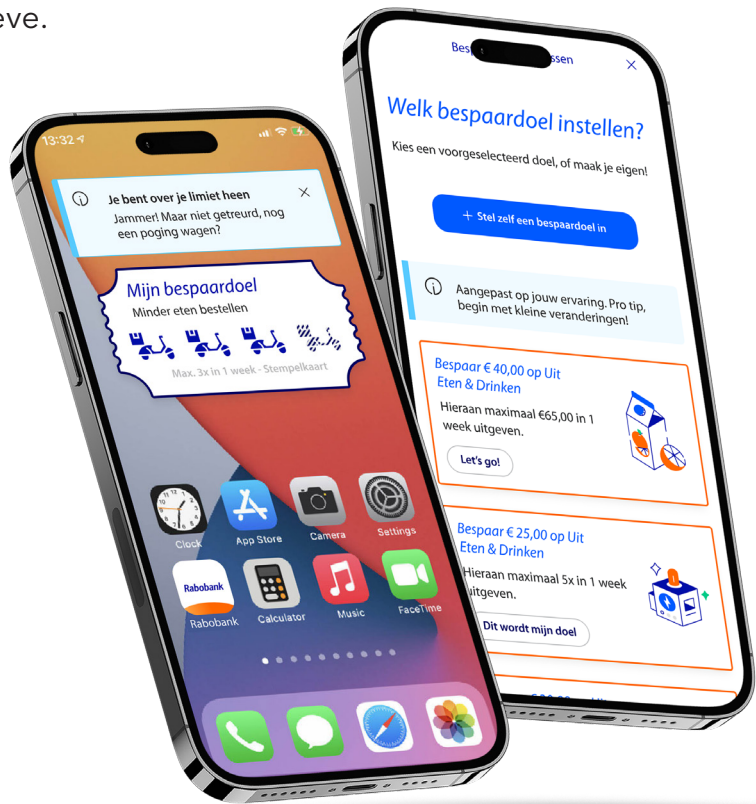 eve.
13:32
Je bent over je limiet heen
Jammer! Maar niet getreurd, nog
een poging wagen?
Mijn bespaardoel
Minder eten bestellen
Max. 3x in 1 week - Stempelkaart
Clock
App Store
Camera
Settings
Rabobank
Rabobank
Calculator
Music
FaceTime
Bes
ssen
Welk bespaardoel instellen?
Kies een voorgeselecteerd doel, of maak je eigen!
+ Stel zelf een bespaardoel in
Aangepast op jouw ervaring. Pro tip,
begin met kleine veranderingen!
Bespaar € 40,00 op Uit
Eten & Drinken
Hieraan maximaal €65,00 in 1
week uitgeven.
Let's go!
Bespaar € 25,00 op Uit
Eten & Drinken
Hieraan maximaal 5x in 1 week
uitgeven.
Dit wordt mijn doel